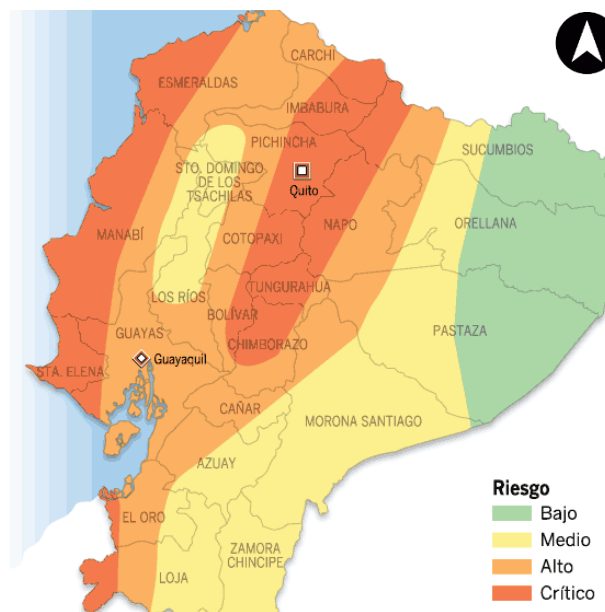 CARCHI
ESMERALDAS
IMBABURA
PICHINCHA
SUCUMBIOS
STO. DOMINGO
DE LOS
TSÁCHILAS
Quito
MANABÍ
COTOPAXI
NAPO
ORELLANA
TUNGURAHUA
LOS RÍOS
BOLÍVAR
GUAYAS
PASTAZA
CHIMBORAZO
Guayaquil
STA. ELENA
CAÑAR
MORONA SANTIAGO
AZUAY
EL ORO
ZAMORA
CHINCIPE
LOJA
Riesgo
Bajo
Medio
Alto
Crítico